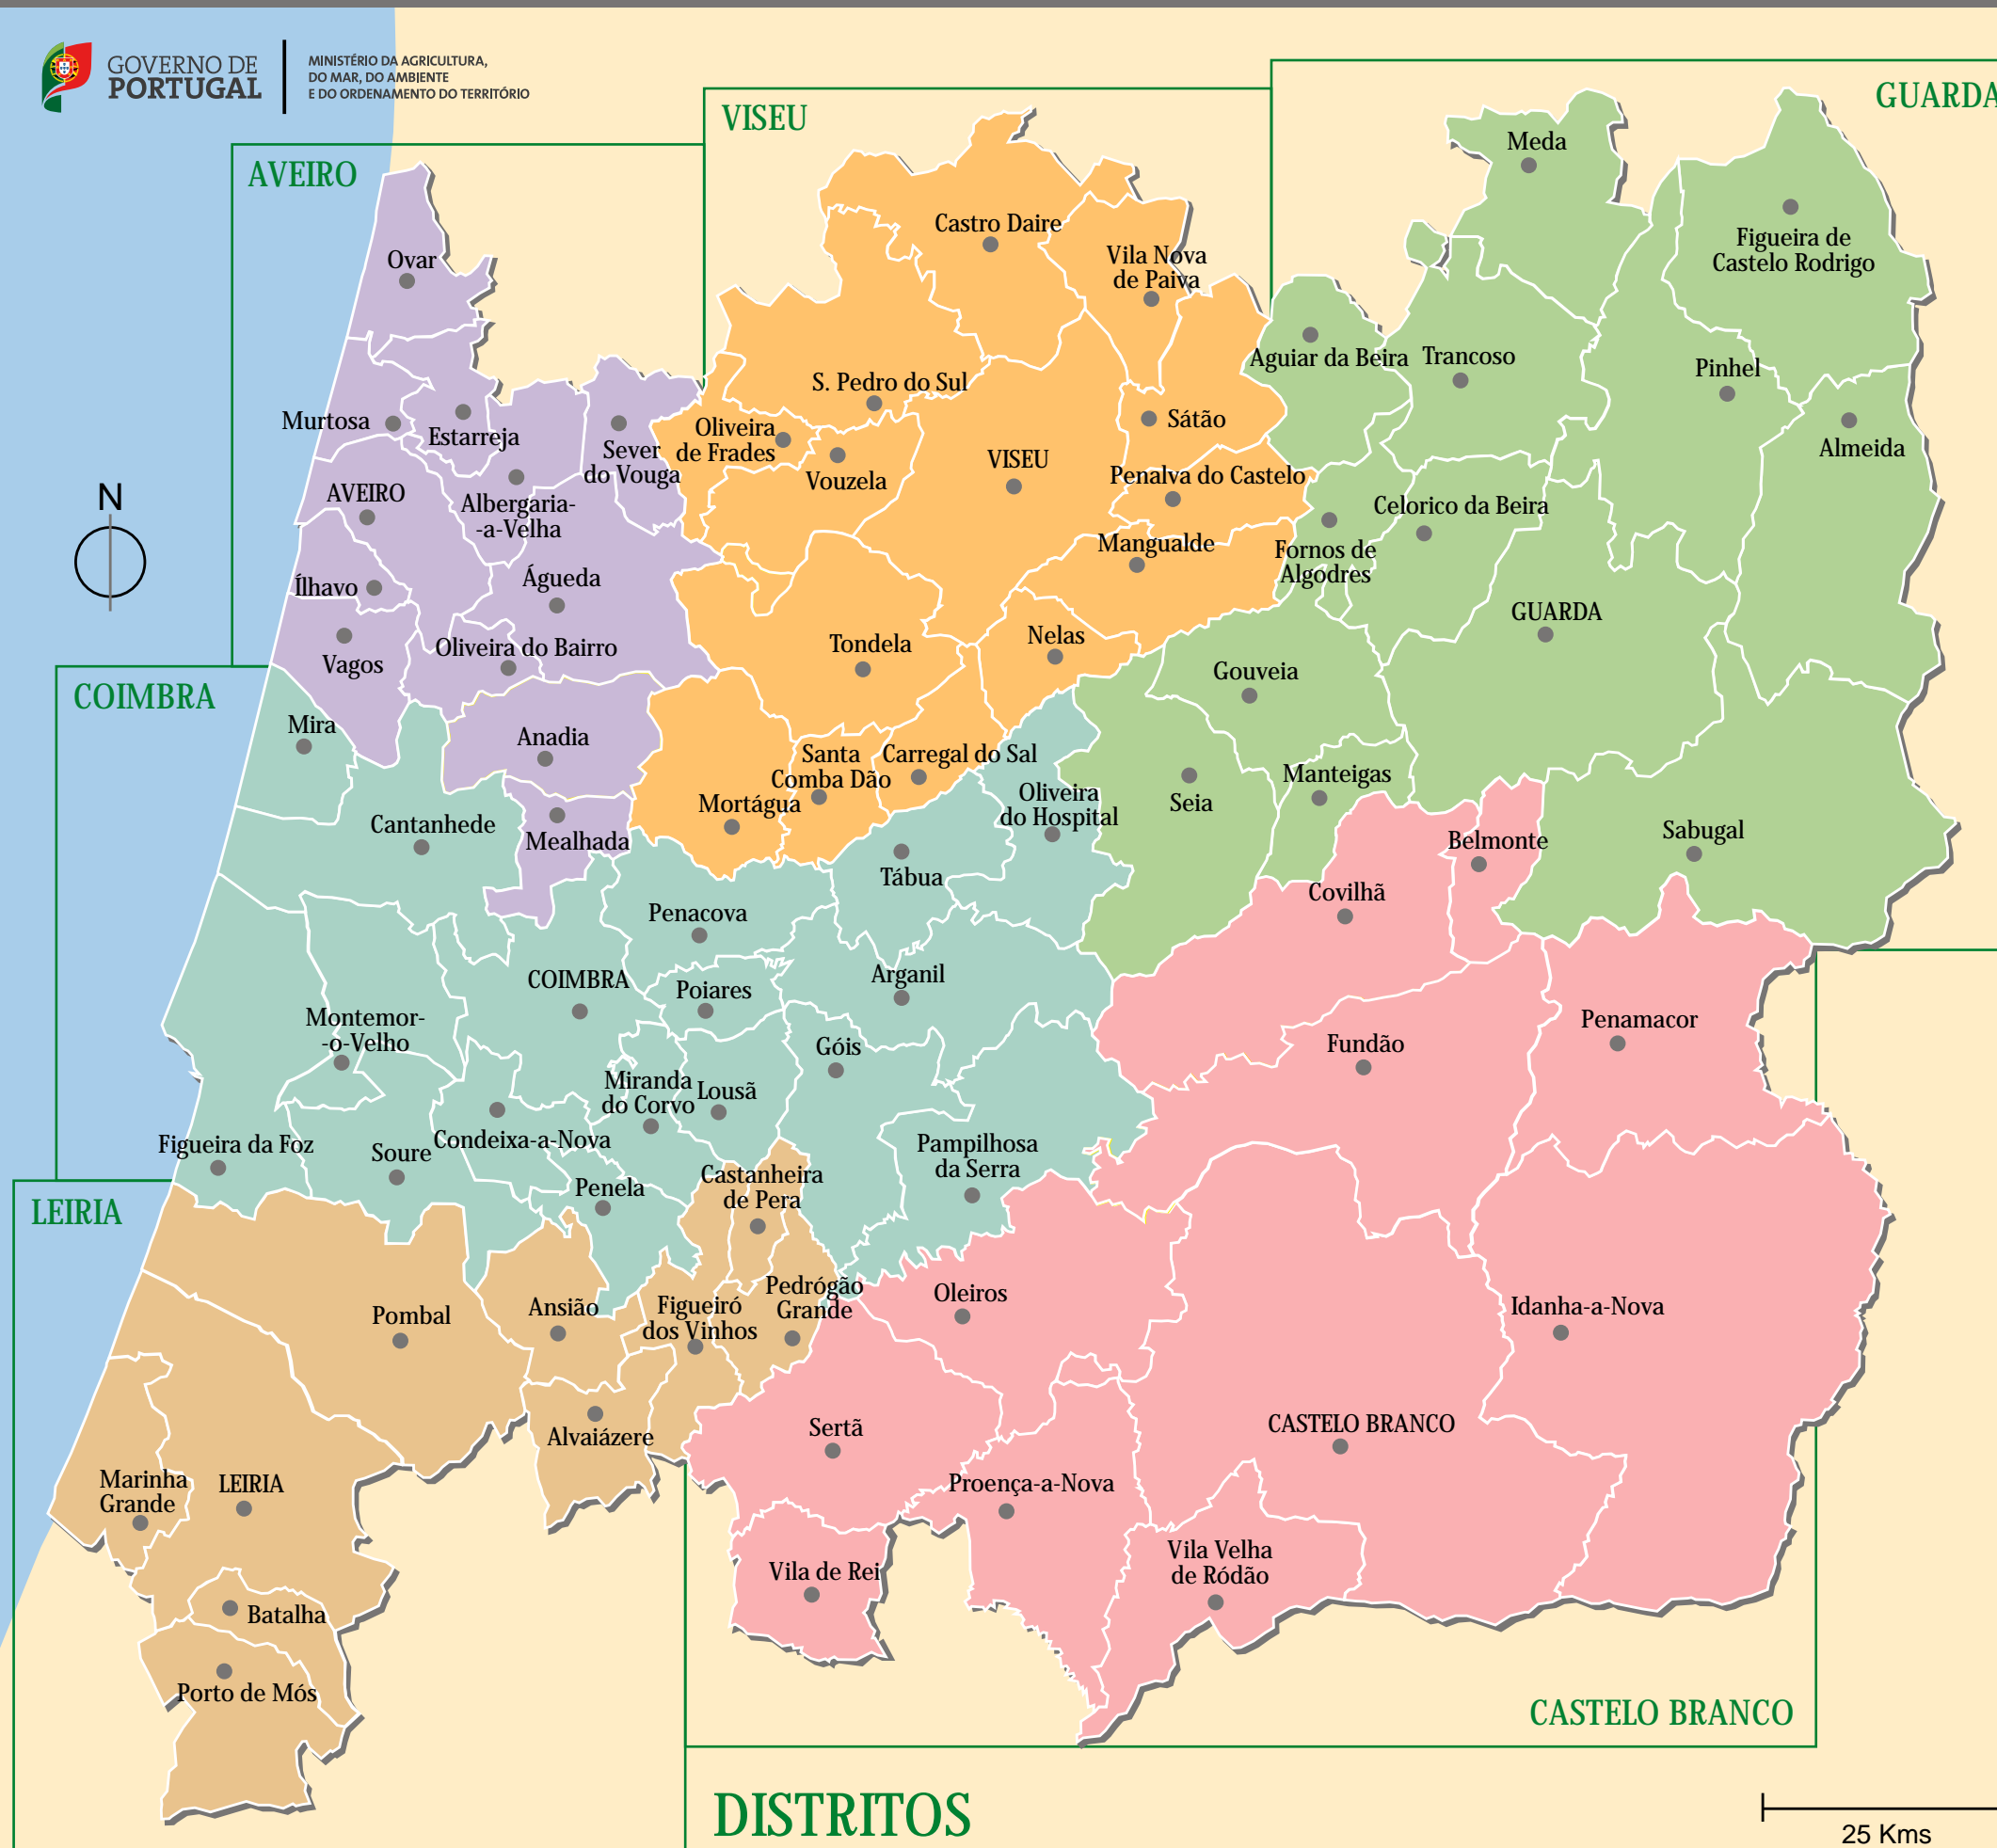 GOVERNO DE
PORTUGAL
MINISTÉRIO DA AGRICULTURA,
DO MAR, DO AMBIENTE
E DO ORDENAMENTO DO TERRITÓRIO
VISEU
GUARDA
AVEIRO
Meda
Ovar
Castro Daire
Vila Nova
de Paiva
Figueira de
Castelo Rodrigo
Aguiar da Beira
Trancoso
Pinhel
S. Pedro do Sul
Murtosa
Estarreja
Sever
do Vouga
Oliveira
de Frades
Vouzela
VISEU
Sátão
Almeida
AVEIRO
Albergaria-
-a-Velha
Penalva do Castelo
Celorico da Beira
N
Mangualde
Fornos de
Algodres
Ílhavo
Águeda
GUARDA
Vagos
Oliveira do Bairro
Tondela
Nelas
Gouveia
COIMBRA
Mira
Anadia
Santa
Comba Dão
Carregal do Sal
Manteigas
Mortágua
Oliveira
do Hospital
Seia
Cantanhede
Mealhada
Belmonte
Sabugal
Tábua
Covilhã
Penacova
COIMBRA
Poiares
Arganil
Montemor-
-o-Velho
Góis
Fundão
Penamacor
Miranda
do Corvo
Lousã
Figueira da Foz
Soure
Condeixa-a-Nova
Pampilhosa
da Serra
Penela
Castanheira
de Pera
LEIRIA
Pombal
Ansião
Figueiró
dos Vinhos
Pedrógão
Grande
Oleiros
Idanha-a-Nova
Alvaiázere
Sertã
CASTELO BRANCO
Marinha
Grande
LEIRIA
Proença-a-Nova
Vila de Rei
Vila Velha
de Ródão
Batalha
Porto de Mós
CASTELO BRANCO
DISTRITOS
25 Kms